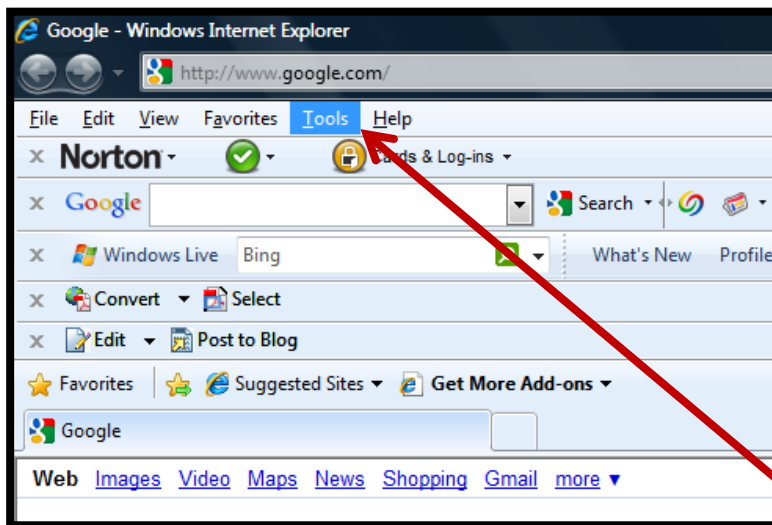 Google - Windows Internet Explorer
http://www.google.com/
File Edit View Favorites Tools Help
x Norton Cards & Log-ins
x Google Search
x Windows Live Bing What's New Profile
x Convert Select
x Edit Post to Blog
Favorites Suggested Sites Get More Add-ons
Google
Web Images Video Maps News Shopping Gmail more